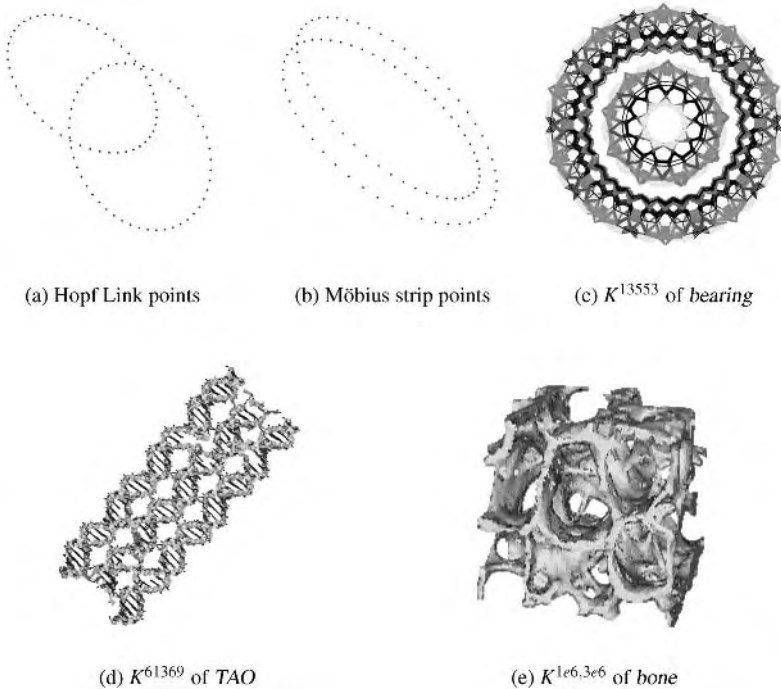 (a) Hopf Link points
(b) Möbius strip points
(c) K^13553 of bearing
(d) K^61369 of TAO
(e) K^1e6,3e6 of bone